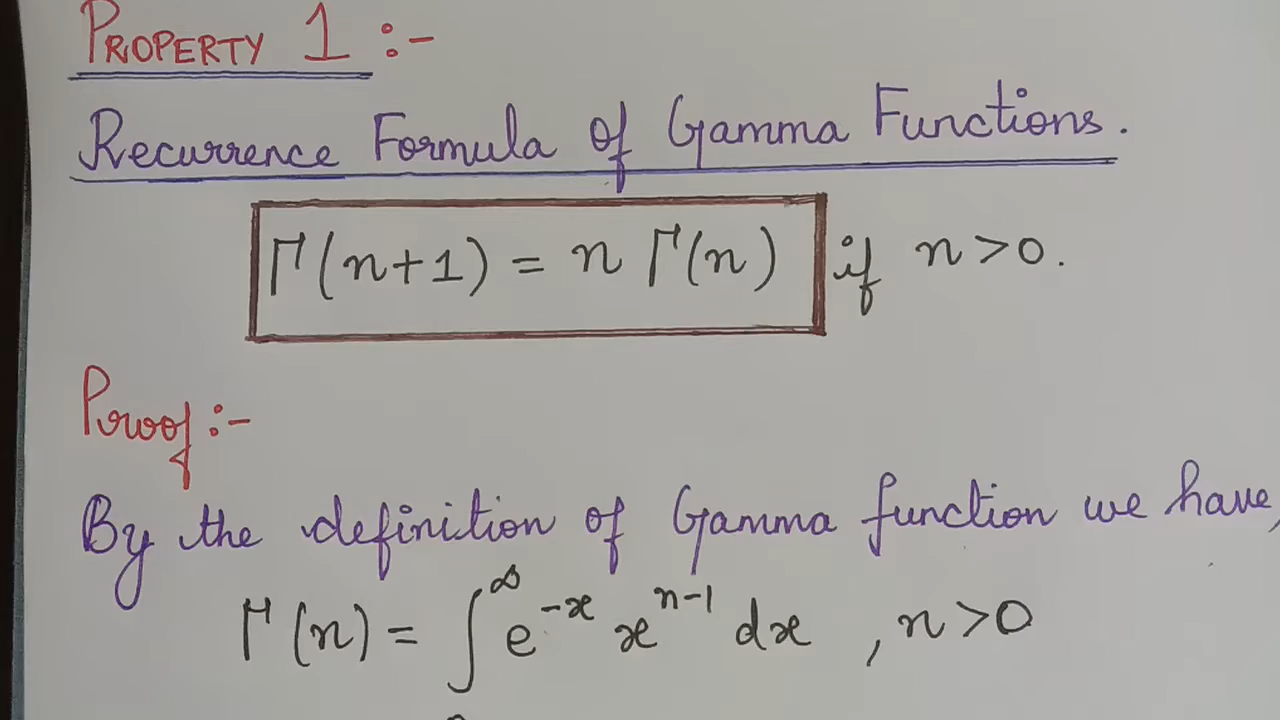 PROPERTY 1 :-
Recurrence Formula of Gamma Functions.
Γ(n+1) = n Γ(n) if n>0.
Proof :-
By the definition of Gamma function we have,
Γ(n) = ∫^∞ e^{-x} x^{n-1} dx , n>0